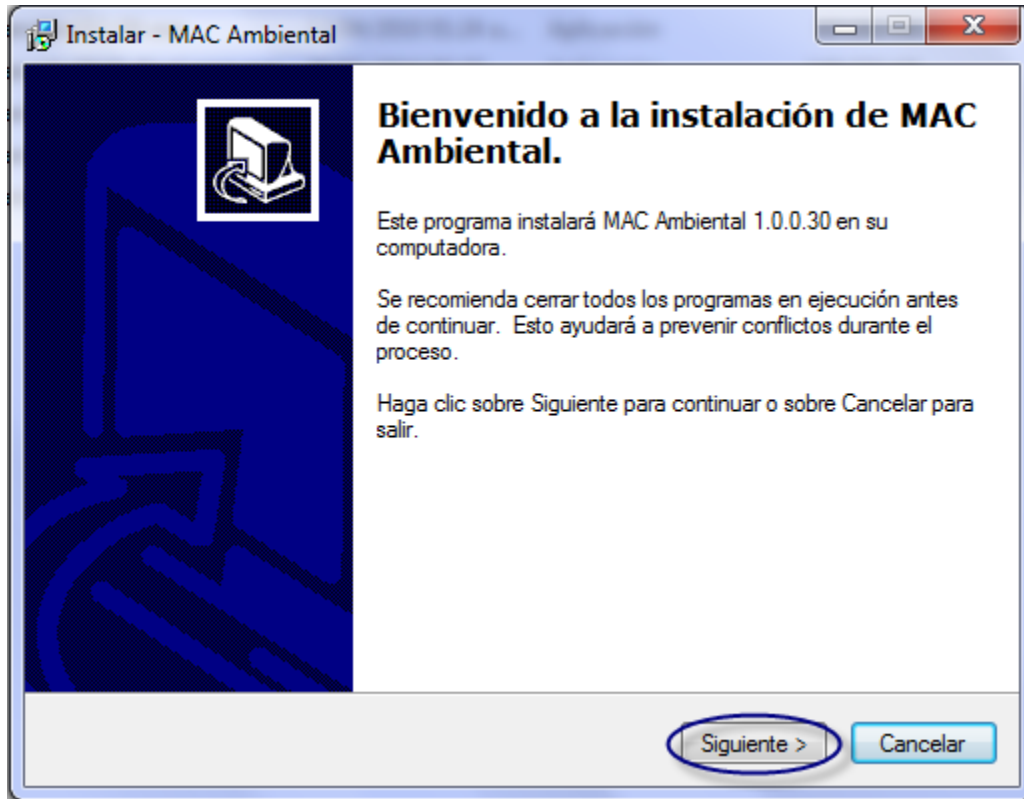 Instalar - MAC Ambiental
Bienvenido a la instalación de MAC
Ambiental.
Este programa instalará MAC Ambiental 1.0.0.30 en su
computadora.
Se recomienda cerrar todos los programas en ejecución antes
de continuar.  Esto ayudará a prevenir conflictos durante el
proceso.
Haga clic sobre Siguiente para continuar o sobre Cancelar para
salir.
Siguiente >
Cancelar